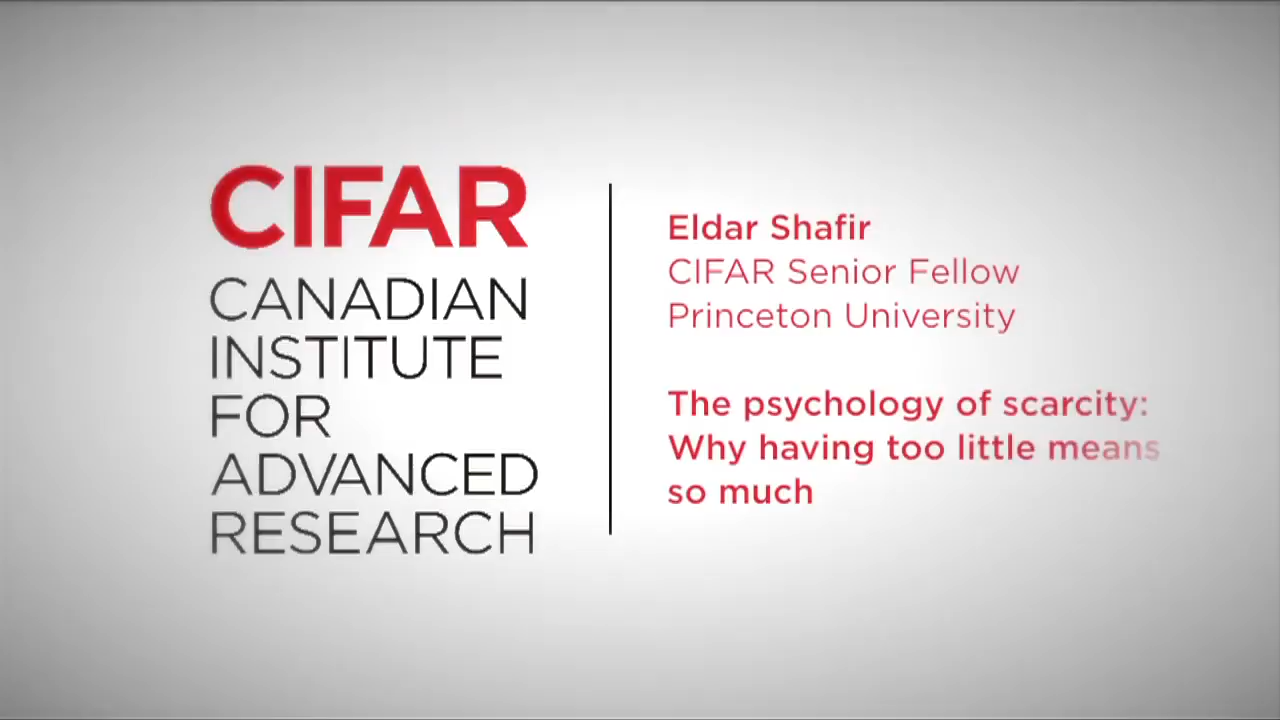 CIFAR
CANADIAN
INSTITUTE
FOR
ADVANCED
RESEARCH
Eldar Shafir
CIFAR Senior Fellow
Princeton University
The psychology of scarcity:
Why having too little means
so much